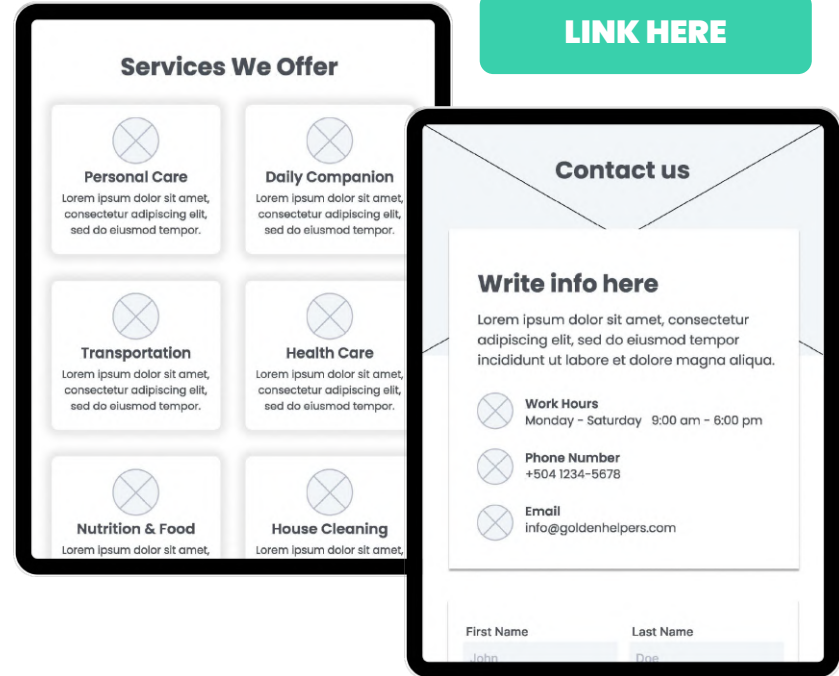 LINK HERE
Services We Offer
Personal Care
Lorem ipsum dolor sit amet,
consectetur adipiscing elit,
sed do eiusmod tempor.
Daily Companion
Lorem ipsum dolor sit amet,
consectetur adipiscing elit,
sed do eiusmod tempor.
Transportation
Lorem ipsum dolor sit amet,
consectetur adipiscing elit,
sed do eiusmod tempor.
Health Care
Lorem ipsum dolor sit amet,
consectetur adipiscing elit,
sed do eiusmod tempor.
Nutrition & Food
Lorem ipsum dolor sit amet,
House Cleaning
Lorem ipsum dolor sit amet,
Contact us
Write info here
Lorem ipsum dolor sit amet, consectetur
adipiscing elit, sed do eiusmod tempor
incididunt ut labore et dolore magna aliqua.
Work Hours
Monday - Saturday 9:00 am - 6:00 pm
Phone Number
+504 1234-5678
Email
info@goldenhelpers.com
First Name
Last Name
John
Doe